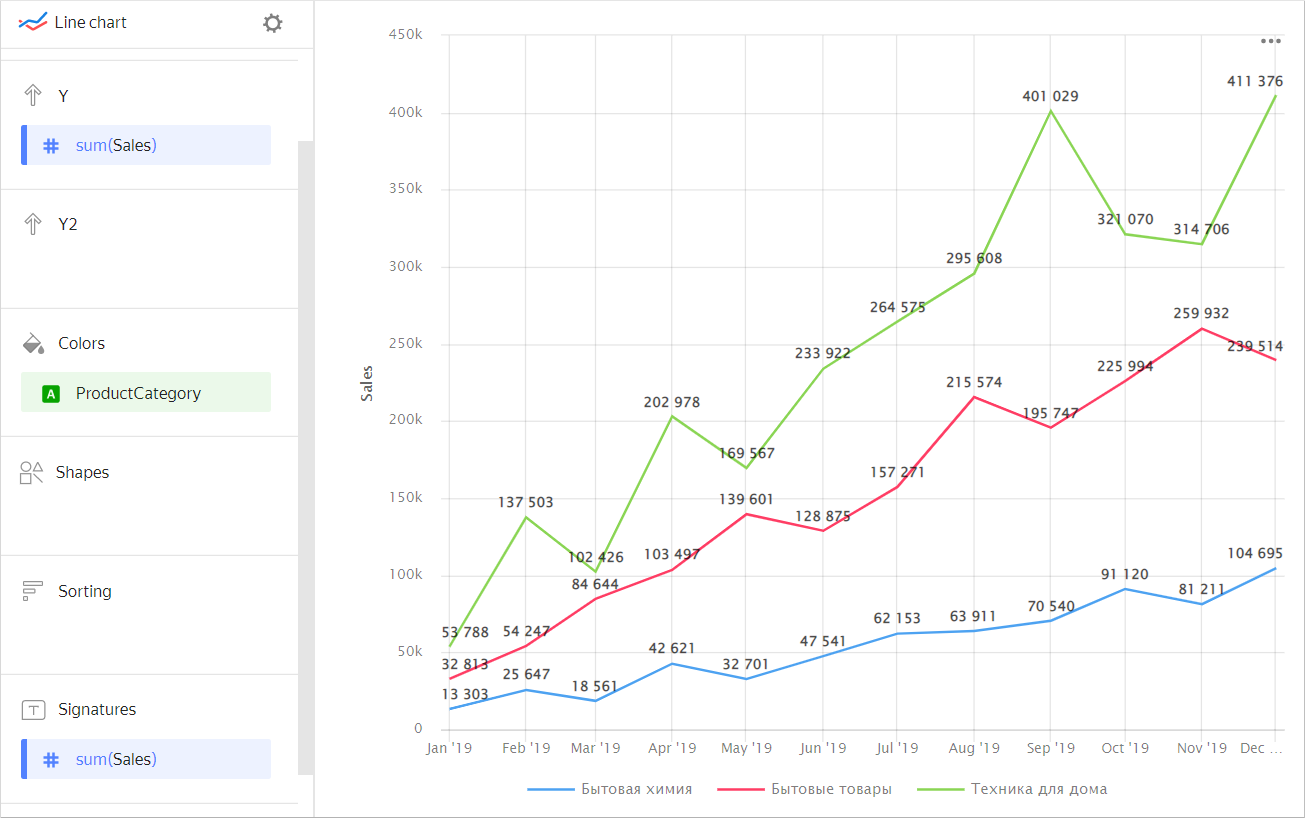 Line chart
Y
# sum(Sales)
Y2
Colors
A ProductCategory
Shapes
Sorting
T Signatures
# sum(Sales)
Sales
450k
400k
350k
300k
250k
200k
150k
100k
50k
0
53 788
137 503
102 426
202 978
169 567
233 922
264 575
295 608
401 029
321 070
314 706
411 376
32 813
54 247
84 644
103 497
139 601
128 875
157 271
215 574
195 747
225 994
259 932
239 514
13 303
25 647
18 561
42 621
32 701
47 541
62 153
63 911
70 540
91 120
81 211
104 695
Jan '19 Feb '19 Mar '19 Apr '19 May '19 Jun '19 Jul '19 Aug '19 Sep '19 Oct '19 Nov '19 Dec ...
Бытовая химия Бытовые товары Техника для дома